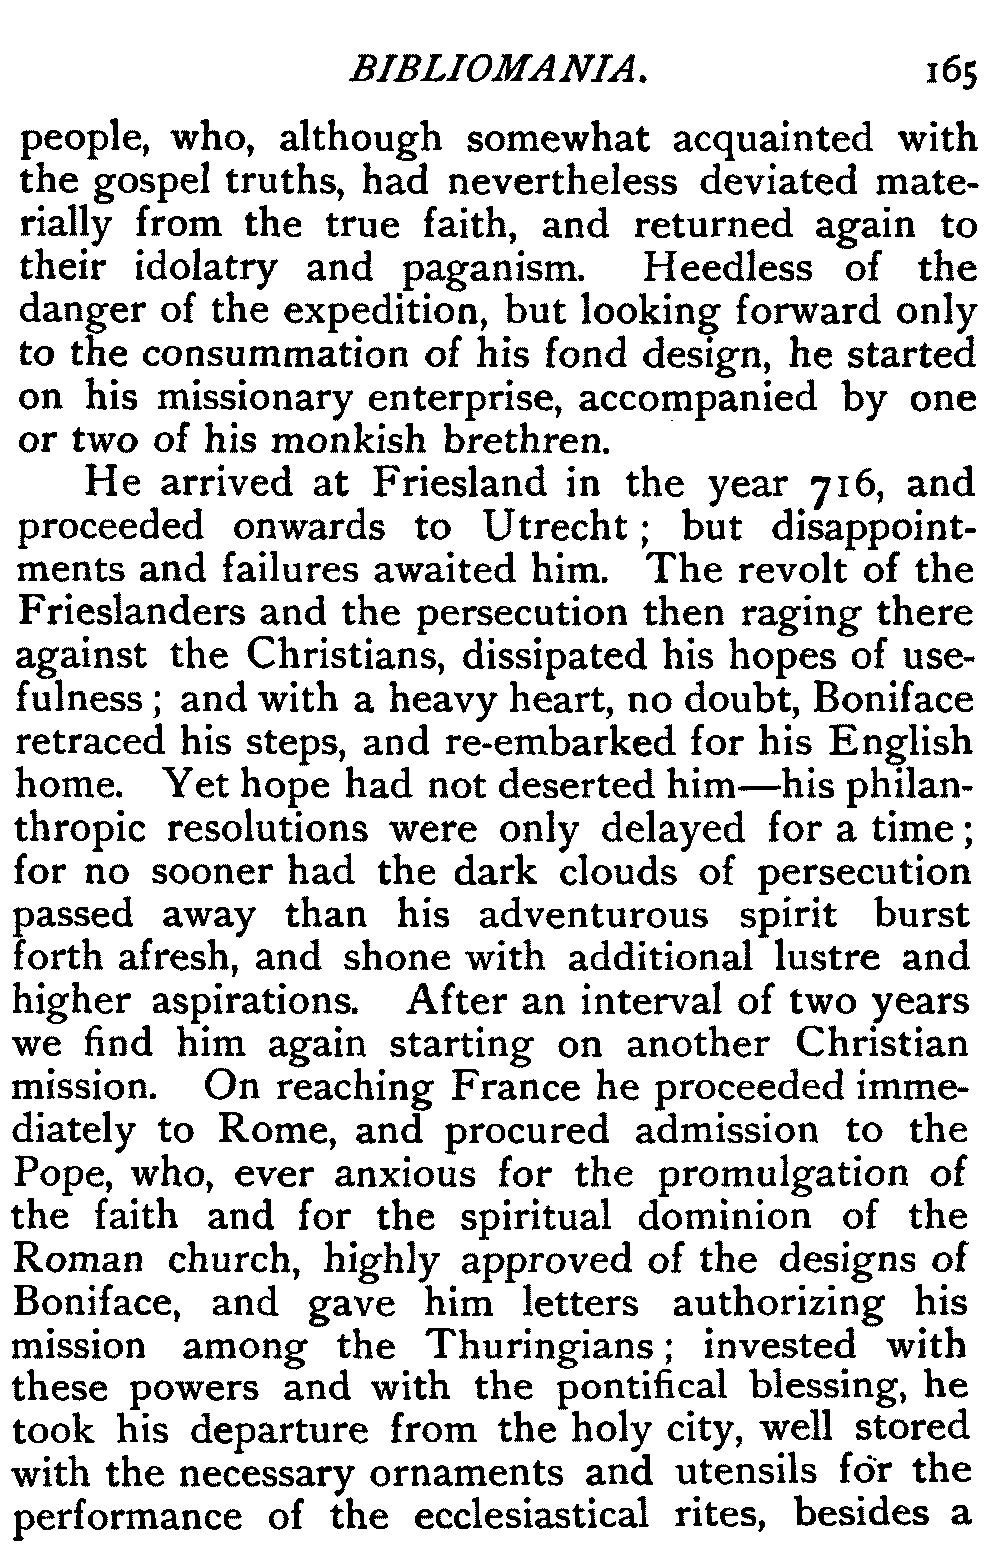 BIBLIOMANIA. 165
people, who, although somewhat acquainted with
the gospel truths, had nevertheless deviated mate-
rially from the true faith, and returned again to
their idolatry and paganism. Heedless of the
danger of the expedition, but looking forward only
to the consummation of his fond design, he started
on his missionary enterprise, accompanied by one
or two of his monkish brethren.
He arrived at Friesland in the year 716, and
proceeded onwards to Utrecht ; but disappoint-
ments and failures awaited him. The revolt of the
Frieslanders and the persecution then raging there
against the Christians, dissipated his hopes of use-
fulness ; and with a heavy heart, no doubt, Boniface
retraced his steps, and re-embarked for his English
home. Yet hope had not deserted him—his philan-
thropic resolutions were only delayed for a time ;
for no sooner had the dark clouds of persecution
passed away than his adventurous spirit burst
forth afresh, and shone with additional lustre and
higher aspirations. After an interval of two years
we find him again starting on another Christian
mission. On reaching France he proceeded imme-
diately to Rome, and procured admission to the
Pope, who, ever anxious for the promulgation of
the faith and for the spiritual dominion of the
Roman church, highly approved of the designs of
Boniface, and gave him letters authorizing his
mission among the Thuringians ; invested with
these powers and with the pontifical blessing, he
took his departure from the holy city, well stored
with the necessary ornaments and utensils for the
performance of the ecclesiastical rites, besides a